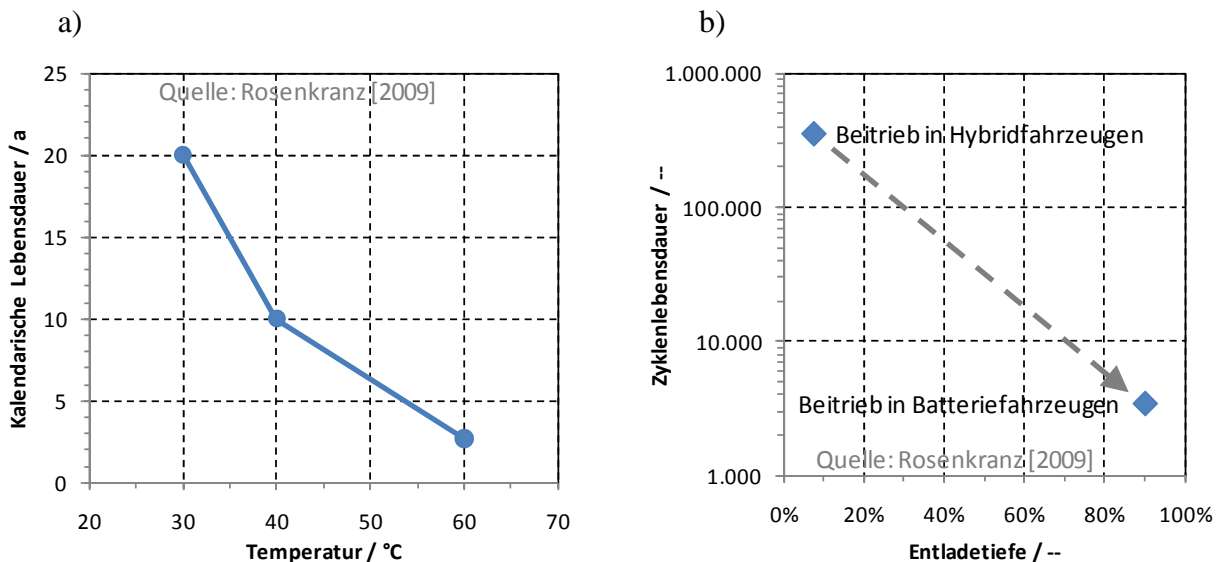 a)
Quelle: Rosenkranz [2009]
Kalendarische Lebensdauer / a
25
20
15
10
5
0
20 30 40 50 60 70
Temperatur / °C
b)
1.000.000
100.000
10.000
1.000
Zyklenlebensdauer / --
Beitrieb in Hybridfahrzeugen
Beitrieb in Batteriefahrzeugen
Quelle: Rosenkranz [2009]
0% 20% 40% 60% 80% 100%
Entladetiefe / --